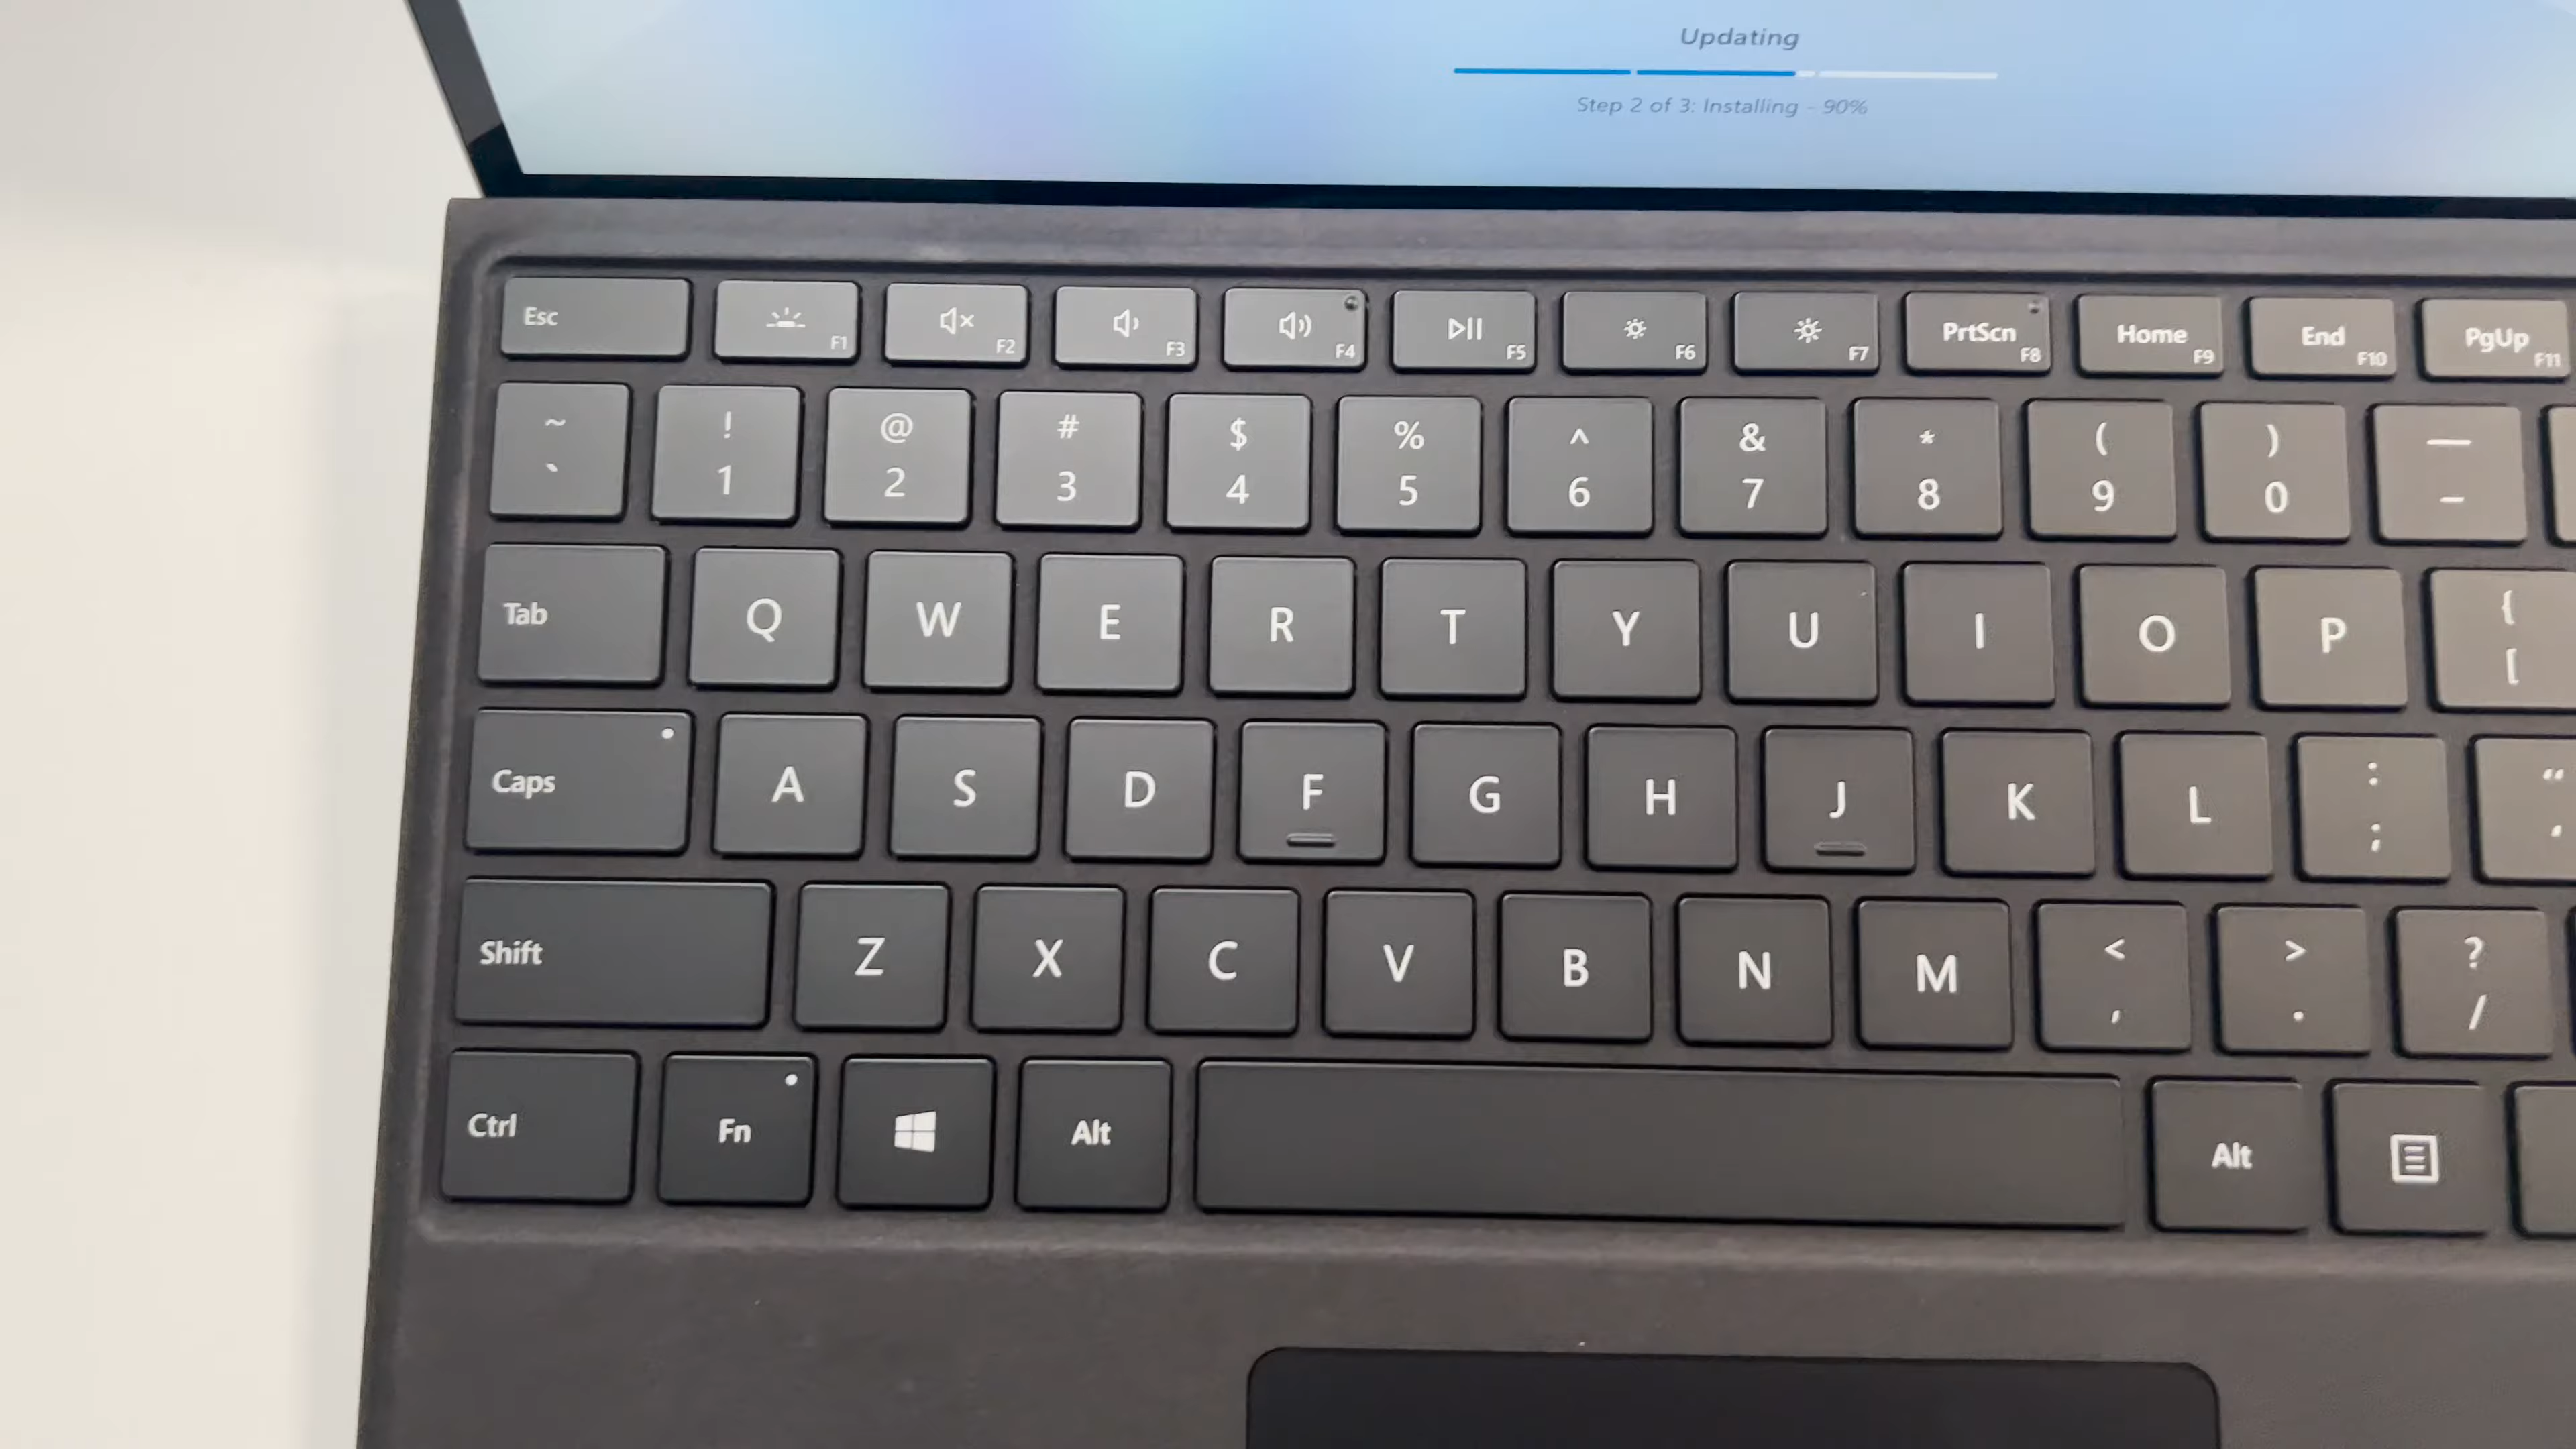 Updating
Step 2 of 3: Installing - 90%
Esc F1 F2 F3 F4 F5 F6 F7 PrtScn F8 Home F9 End F10 PgUp F11
~ ! @ # $ % ^ & * ( ) —
` 1 2 3 4 5 6 7 8 9 0 -
Tab Q W E R T Y U I O P { [
Caps A S D F G H J K L : ; “ '
Shift Z X C V B N M < , > . ? /
Ctrl Fn Alt Alt